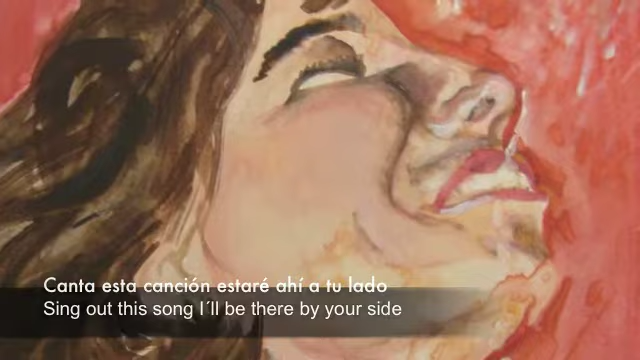 Canta esta canción estaré ahí a tu lado
Sing out this song I´ll be there by your side